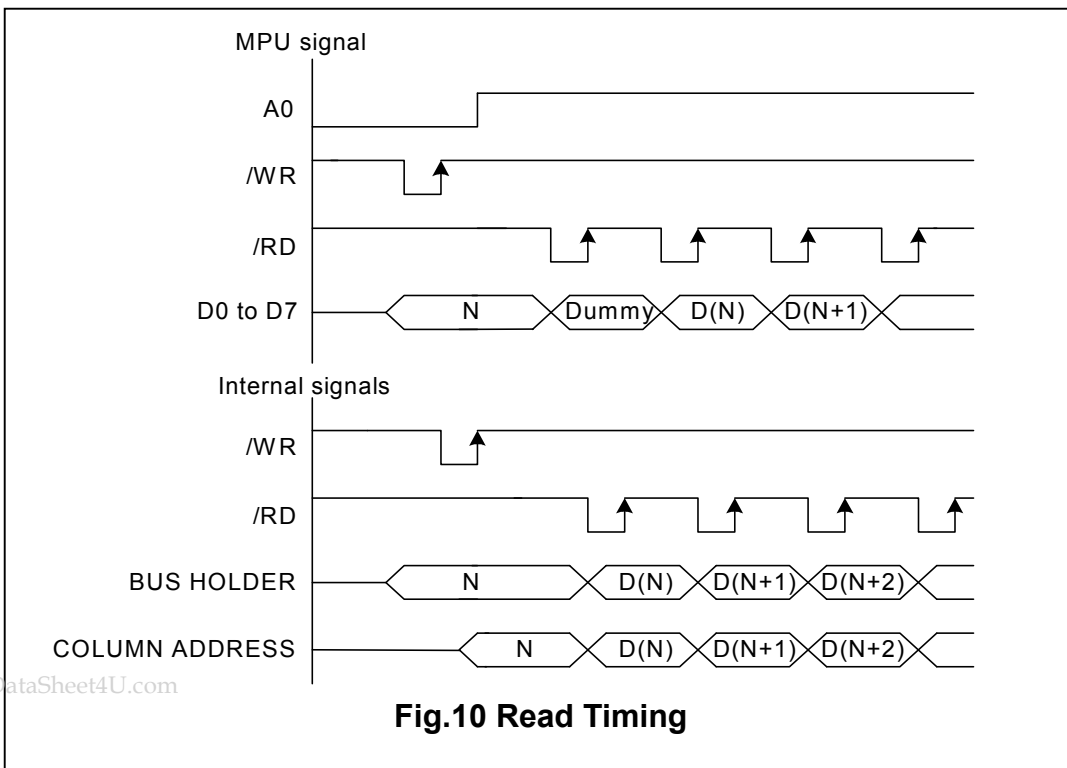 MPU signal
A0
/WR
/RD
D0 to D7 N Dummy D(N) D(N+1)
Internal signals
/WR
/RD
BUS HOLDER N D(N) D(N+1) D(N+2)
COLUMN ADDRESS N D(N) D(N+1) D(N+2)
DataSheet4U.com
Fig.10 Read Timing